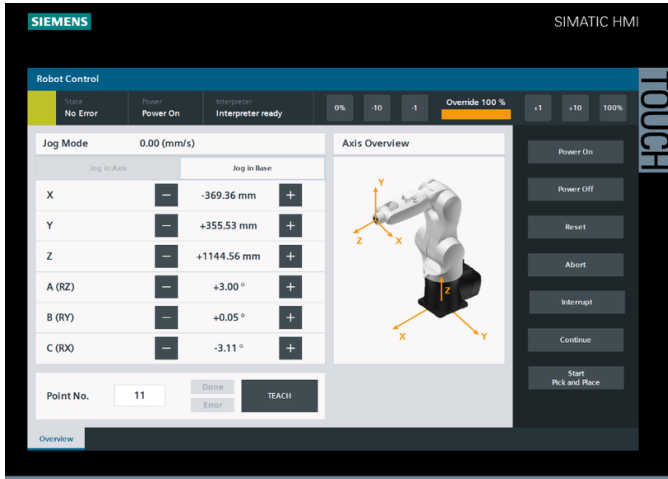 SIEMENS
SIMATIC HMI
TOUCH
Robot Control
State
No Error
Power
Power On
Interpreter
Interpreter ready
0%
-10
-1
Override 100 %
+1
+10
100%
Jog Mode
0.00 (mm/s)
Jog in Axis
Jog in Base
X
–
-369.36 mm
+
Y
–
+355.53 mm
+
Z
–
+1144.56 mm
+
A (RZ)
–
+3.00 °
+
B (RY)
–
+0.05 °
+
C (RX)
–
-3.11 °
+
Point No.
11
Done
Error
TEACH
Axis Overview
Y
Z
X
Z
X
Y
Power On
Power Off
Reset
Abort
Interrupt
Continue
Start
Pick and Place
Overview